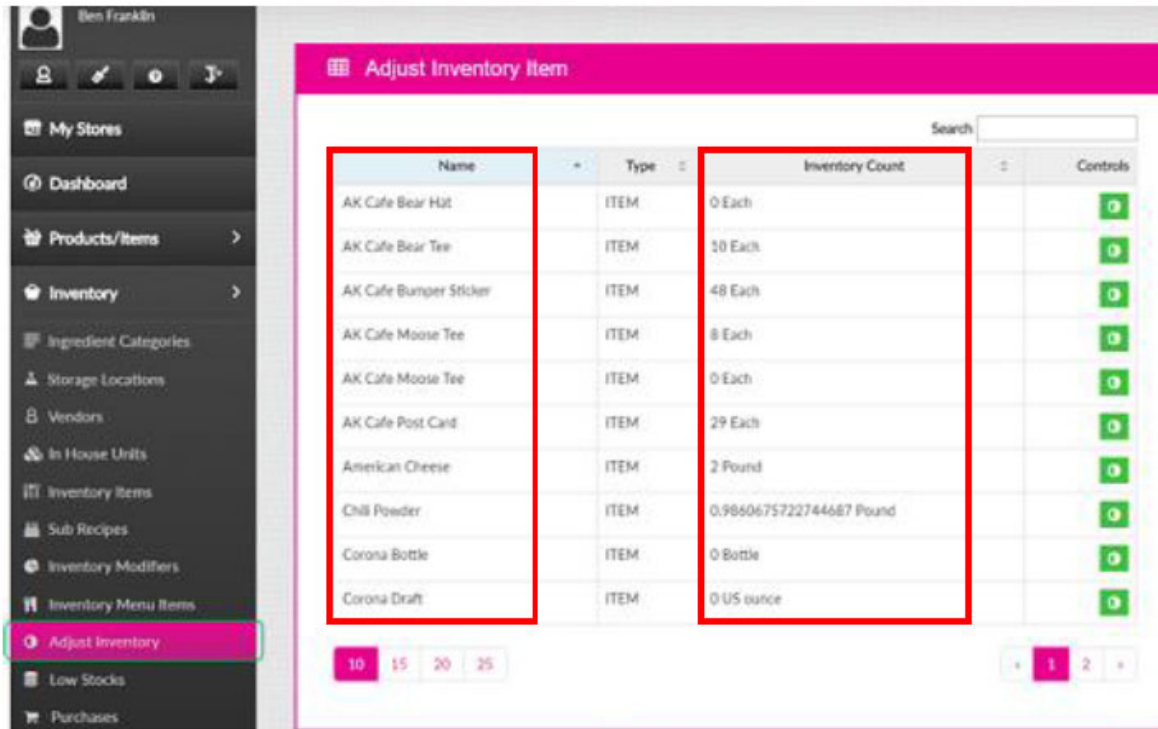 Ben Franklin
My Stores
Dashboard
Products/Items
Inventory
Ingredient Categories
Storage Locations
Vendors
In House Units
Inventory Items
Sub Recipes
Inventory Modifiers
Inventory Menu Items
Adjust Inventory
Low Stocks
Purchases
Adjust Inventory Item
Search
Name Type Inventory Count Controls
AK Cafe Bear Hat ITEM 0 Each
AK Cafe Bear Tee ITEM 10 Each
AK Cafe Bumper Sticker ITEM 48 Each
AK Cafe Moose Tee ITEM 8 Each
AK Cafe Moose Tee ITEM 0 Each
AK Cafe Post Card ITEM 29 Each
American Cheese ITEM 2 Pound
Chili Powder ITEM 0.9860675722744687 Pound
Corona Bottle ITEM 0 Bottle
Corona Draft ITEM 0 US ounce
10 15 20 25 « 1 2 »